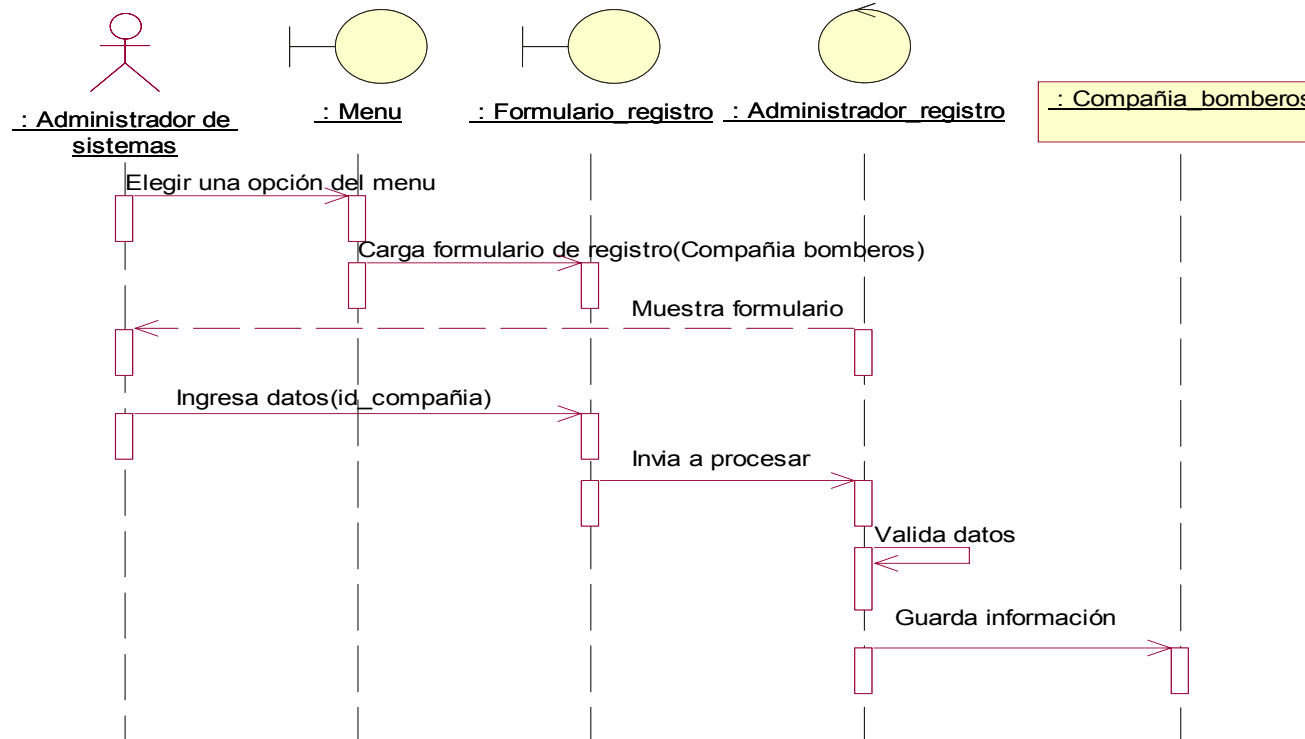 : Administrador de
sistemas
: Menu
: Formulario_registro
: Administrador_registro
: Compañia_bomberos
Elegir una opción del menu
Carga formulario de registro(Compañia bomberos)
Muestra formulario
Ingresa datos(id_compañia)
Invia a procesar
Valida datos
Guarda información